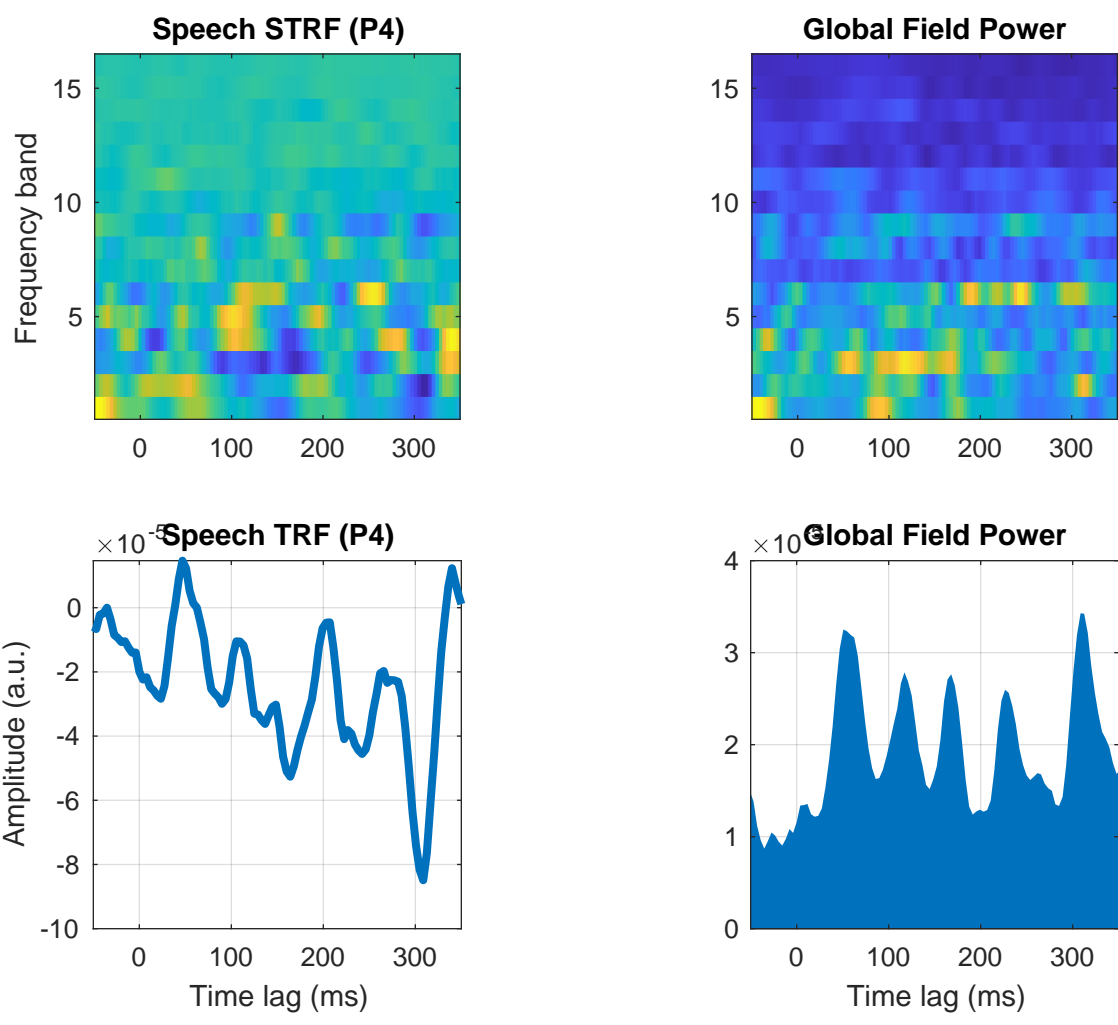 Speech STRF (P4)
Frequency band
15
10
5
0 100 200 300
Global Field Power
15
10
5
0 100 200 300
Speech TRF (P4)
×10⁻⁵
Amplitude (a.u.)
0
-2
-4
-6
-8
-10
0 100 200 300
Time lag (ms)
Global Field Power
×10
4
3
2
1
0
0 100 200 300
Time lag (ms)